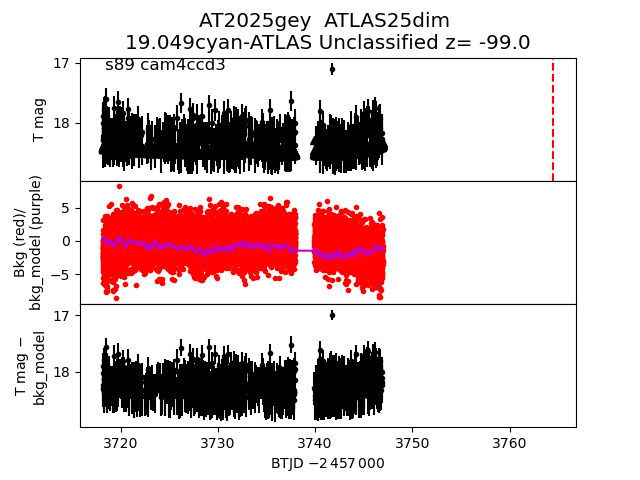 AT2025gey  ATLAS25dim
19.049cyan-ATLAS Unclassified z= -99.0
s89 cam4ccd3
17
18
T mag
5
0
−5
Bkg (red)/
bkg_model (purple)
17
18
T mag −
bkg_model
3720 3730 3740 3750 3760
BTJD −2 457 000